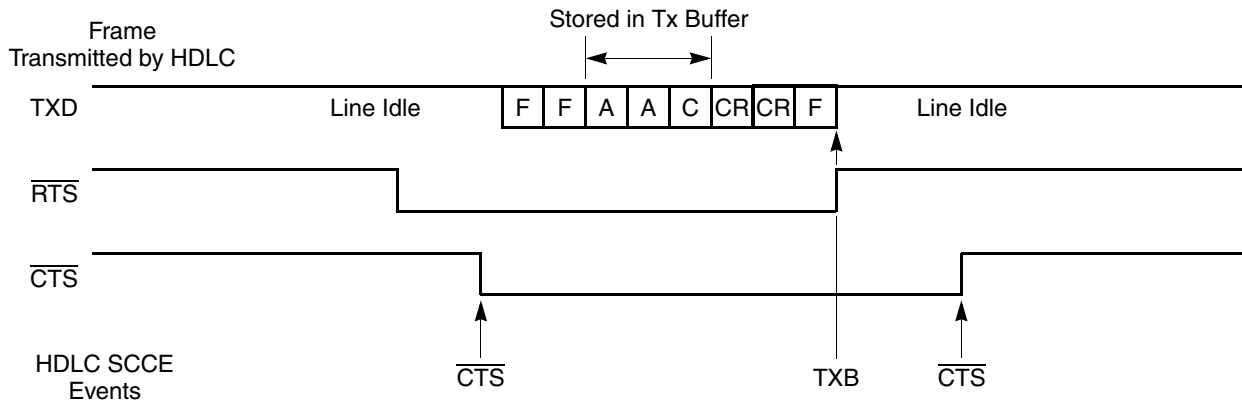 Frame
Transmitted by HDLC
Stored in Tx Buffer
TXD
Line Idle
F F A A C CR CR F
Line Idle
RTS
CTS
HDLC SCCE
Events
CTS
TXB
CTS